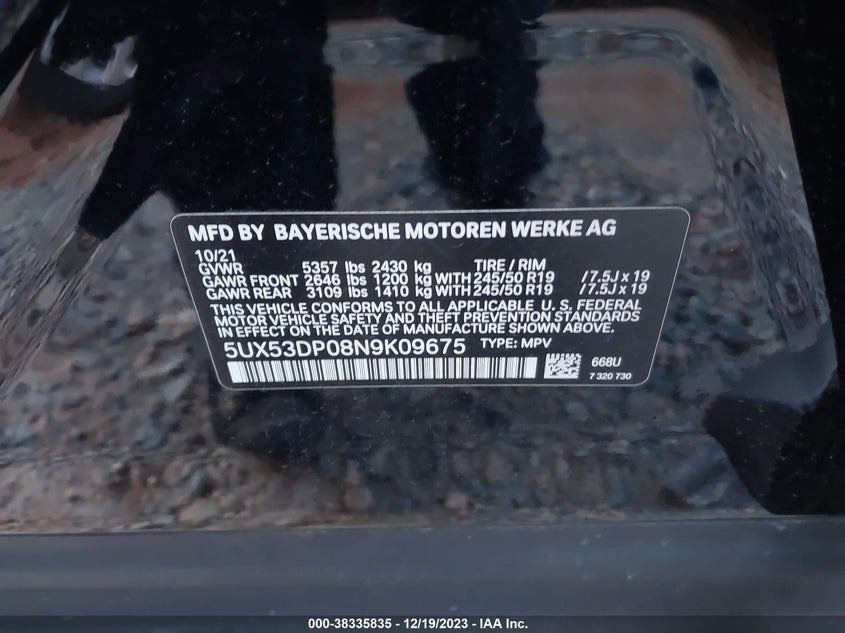 MFD BY BAYERISCHE MOTOREN WERKE AG
10/21
GVWR 5357 lbs 2430 kg TIRE / RIM
GAWR FRONT 2646 lbs 1200 kg WITH 245/50 R19 / 7.5J x 19
GAWR REAR 3109 lbs 1410 kg WITH 245/50 R19 / 7.5J x 19
THIS VEHICLE CONFORMS TO ALL APPLICABLE U. S. FEDERAL
MOTOR VEHICLE SAFETY AND THEFT PREVENTION STANDARDS
IN EFFECT ON THE DATE OF MANUFACTURE SHOWN ABOVE.
5UX53DP08N9K09675 TYPE: MPV
668U
7 320 730
000-38335835 - 12/19/2023 - IAA Inc.